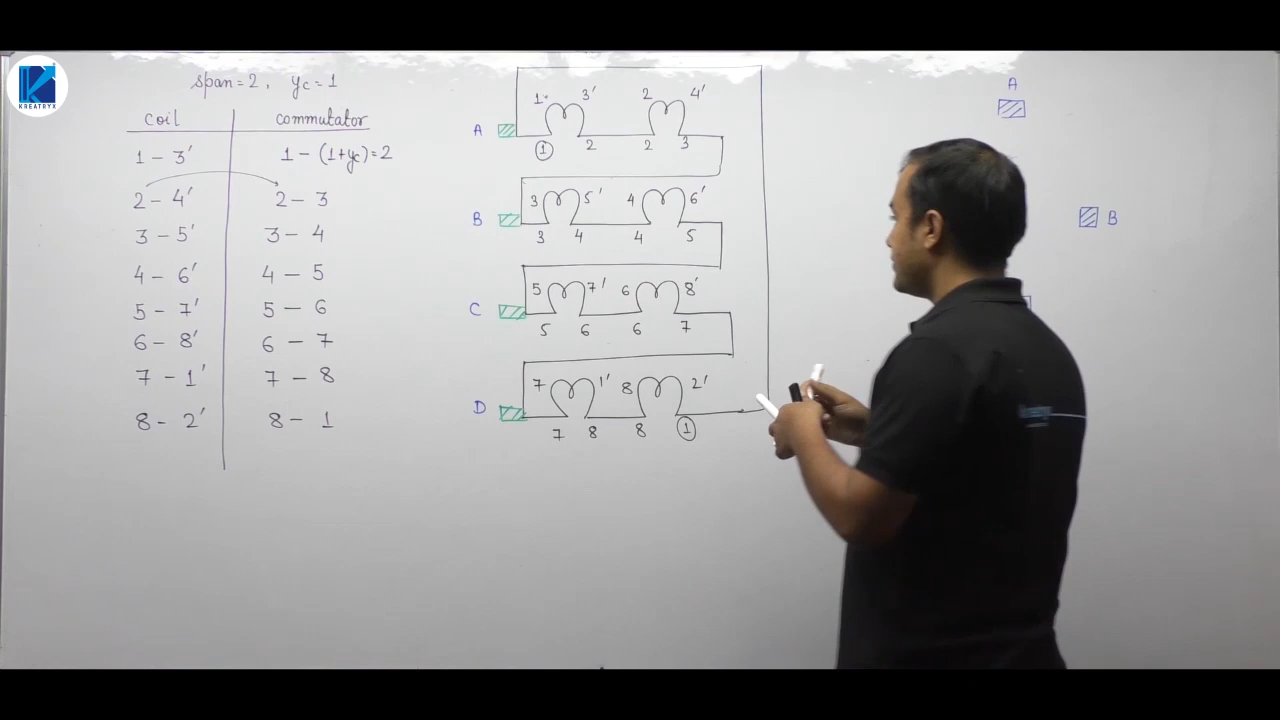 KREATRYX
span = 2 , yc = 1
coil commutator
1 – 3' 1 – (1+yc) = 2
2 – 4' 2 – 3
3 – 5' 3 – 4
4 – 6' 4 – 5
5 – 7' 5 – 6
6 – 8' 6 – 7
7 – 1' 7 – 8
8 – 2' 8 – 1
1 3' 2 4'
A
1 2 2 3
3 5' 4 6'
B
3 4 4 5
5 7' 6 8'
C
5 6 6 7
7 1' 8 2'
D
7 8 8 1
A
B